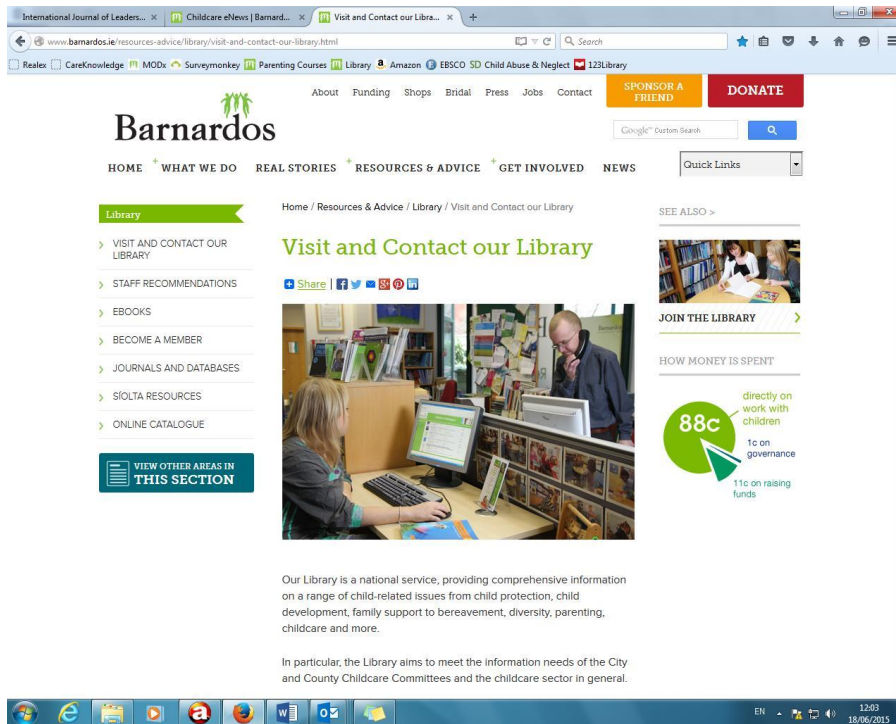 International Journal of Leaders...
Childcare eNews | Barnard...
Visit and Contact our Libra...
www.barnardos.ie/resources-advice/library/visit-and-contact-our-library.html
Search
Realex
CareKnowledge
MODx
Surveymonkey
Parenting Courses
Library
Amazon
EBSCO
SD Child Abuse & Neglect
123Library
About Funding Shops Bridal Press Jobs Contact
SPONSOR A
FRIEND
DONATE
Barnardos
Google™ Custom Search
HOME + WHAT WE DO REAL STORIES + RESOURCES & ADVICE + GET INVOLVED NEWS
Quick Links
Library
VISIT AND CONTACT OUR
LIBRARY
STAFF RECOMMENDATIONS
EBOOKS
BECOME A MEMBER
JOURNALS AND DATABASES
SÍOLTA RESOURCES
ONLINE CATALOGUE
VIEW OTHER AREAS IN
THIS SECTION
Home / Resources & Advice / Library / Visit and Contact our Library
Visit and Contact our Library
Share |
Our Library is a national service, providing comprehensive information
on a range of child-related issues from child protection, child
development, family support to bereavement, diversity, parenting,
childcare and more.
In particular, the Library aims to meet the information needs of the City
and County Childcare Committees and the childcare sector in general.
SEE ALSO >
JOIN THE LIBRARY
HOW MONEY IS SPENT
88c
directly on
work with
children
1c on
governance
11c on raising
funds
EN
12:03
18/06/2015